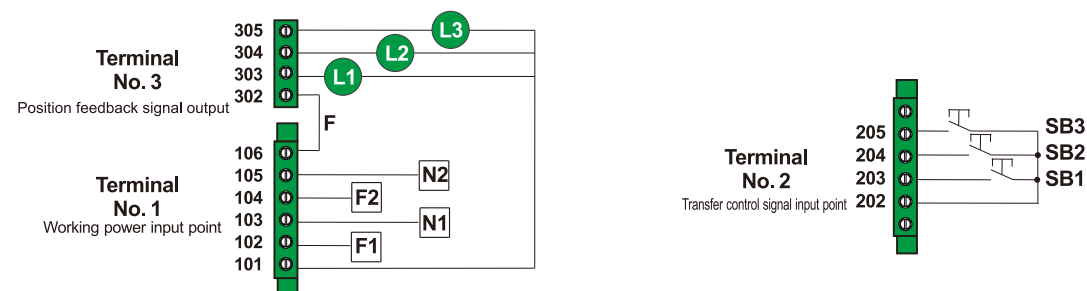 Terminal
No. 3
Position feedback signal output
305
304
303
302
L3
L2
L1
F
Terminal
No. 1
Working power input point
106
105
104
103
102
101
N2
F2
N1
F1
Terminal
No. 2
Transfer control signal input point
205
204
203
202
SB3
SB2
SB1